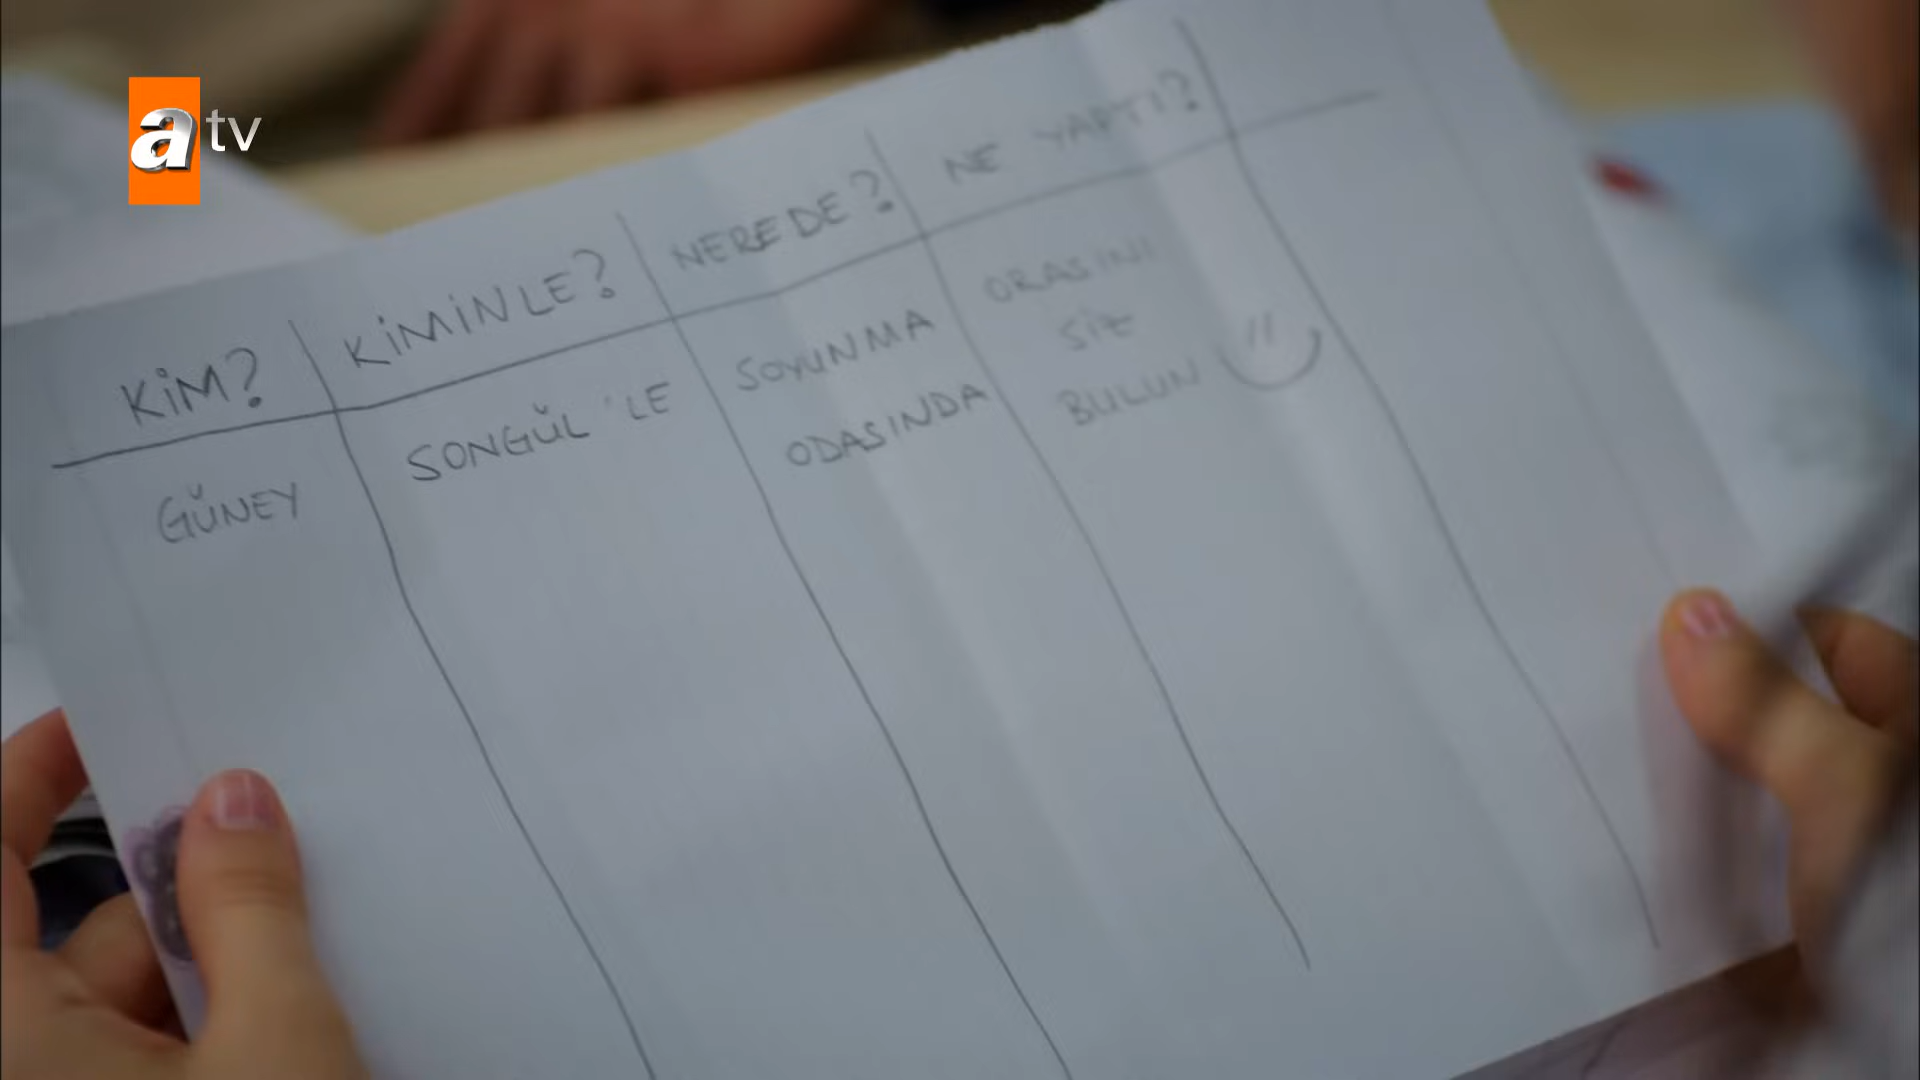 atv
KİM? KİMİNLE? NEREDE? NE YAPTI?
GÜNEY SONGÜL'LE SOYUNMA ORASINI
ODASINDA SİZ
BULUN